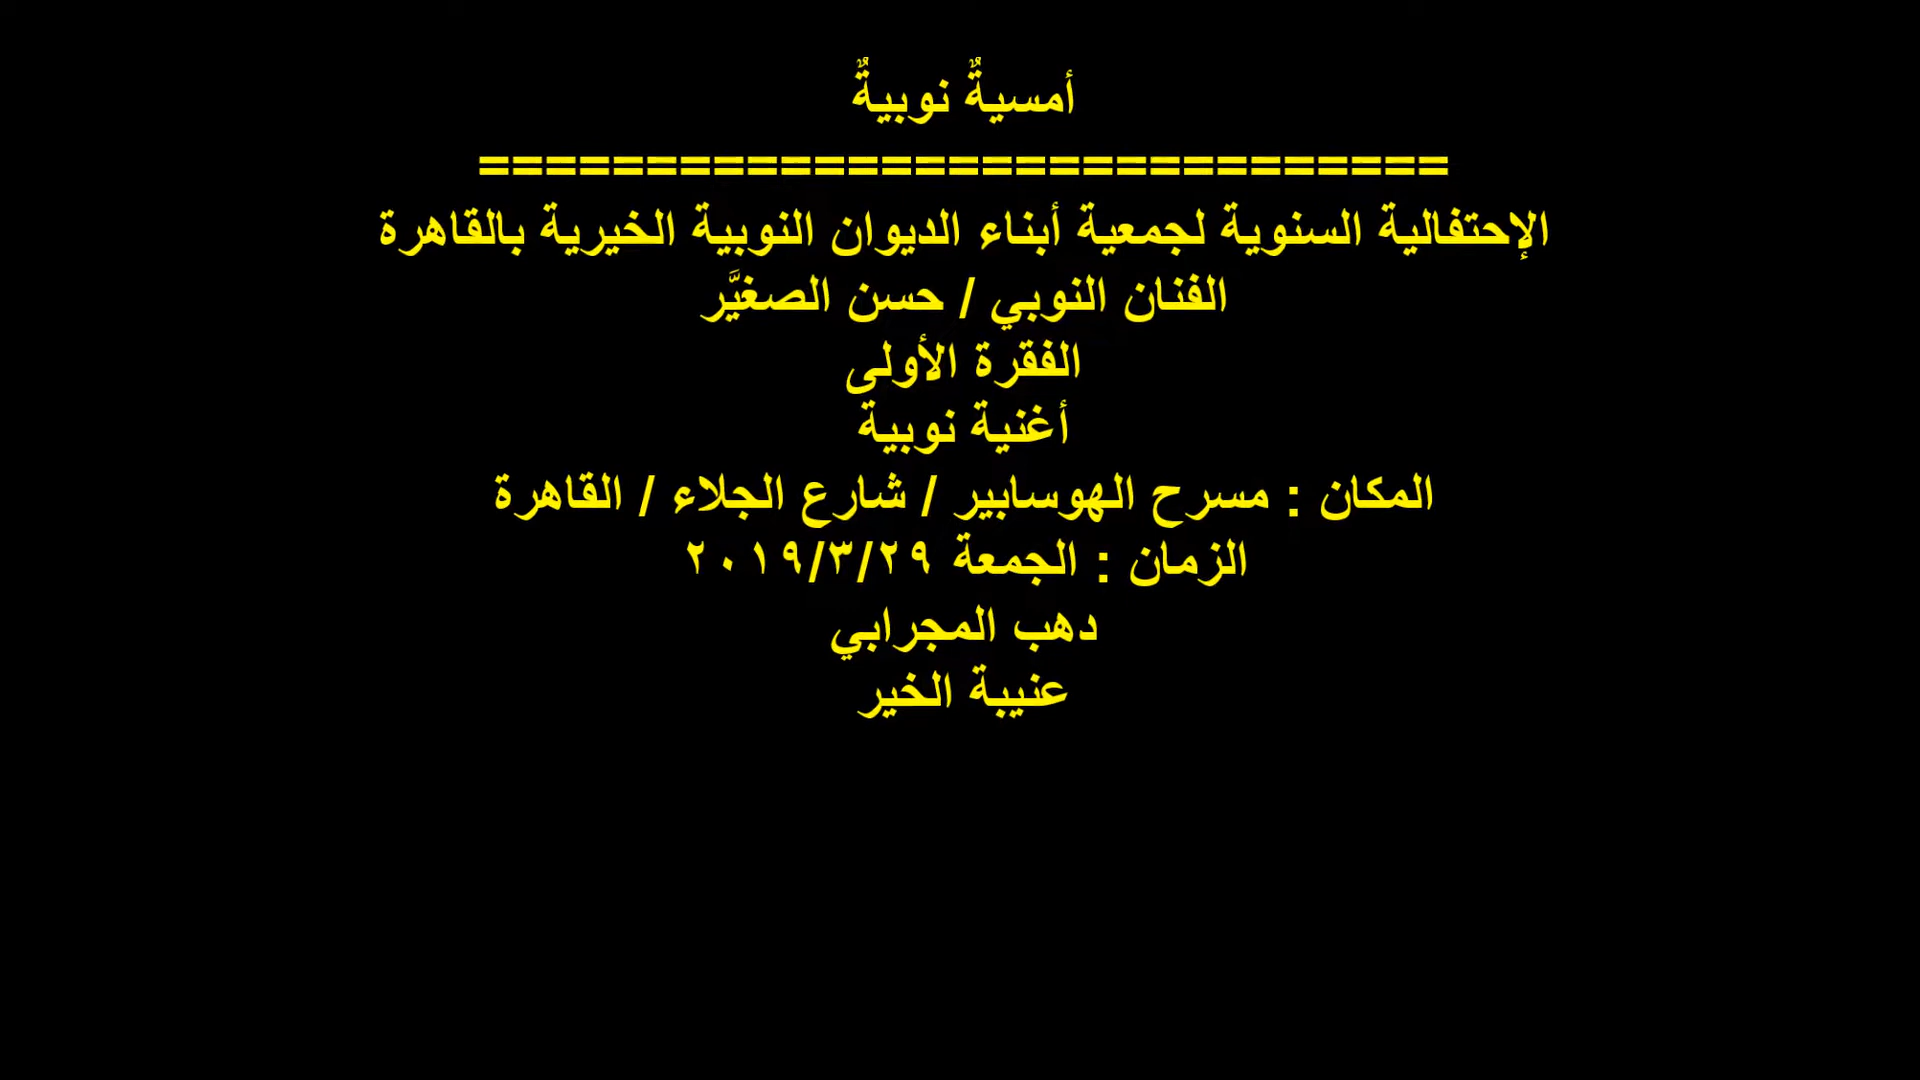 أمسيةٌ نوبيةٌ
=============================
الإحتفالية السنوية لجمعية أبناء الديوان النوبية الخيرية بالقاهرة
الفنان النوبي / حسن الصغيَّر
الفقرة الأولى
أغنية نوبية
المكان : مسرح الهوسابير / شارع الجلاء / القاهرة
الزمان : الجمعة ٢٠١٩/٣/٢٩
دهب المجرابي
عنيبة الخير